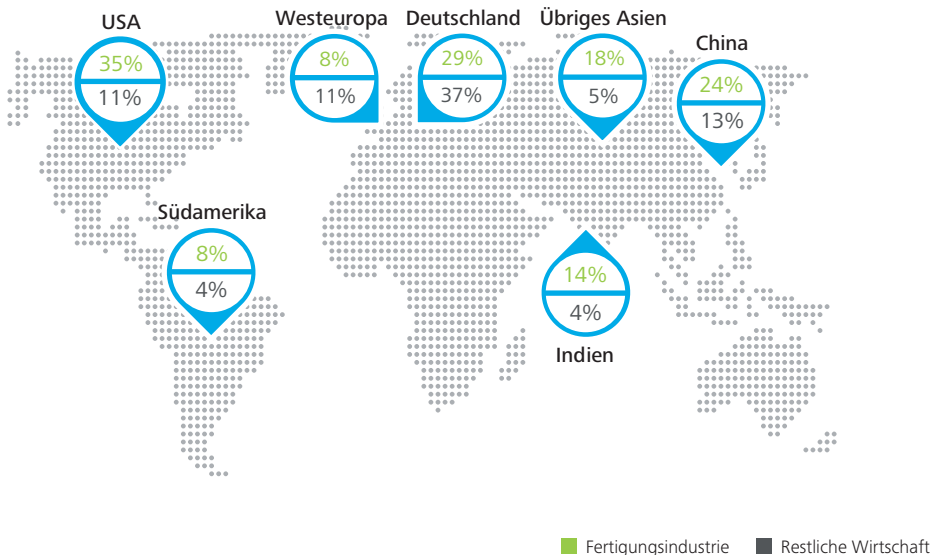 USA
35%
11%
Westeuropa
8%
11%
Deutschland
29%
37%
Übriges Asien
18%
5%
China
24%
13%
Südamerika
8%
4%
14%
4%
Indien
Fertigungsindustrie
Restliche Wirtschaft